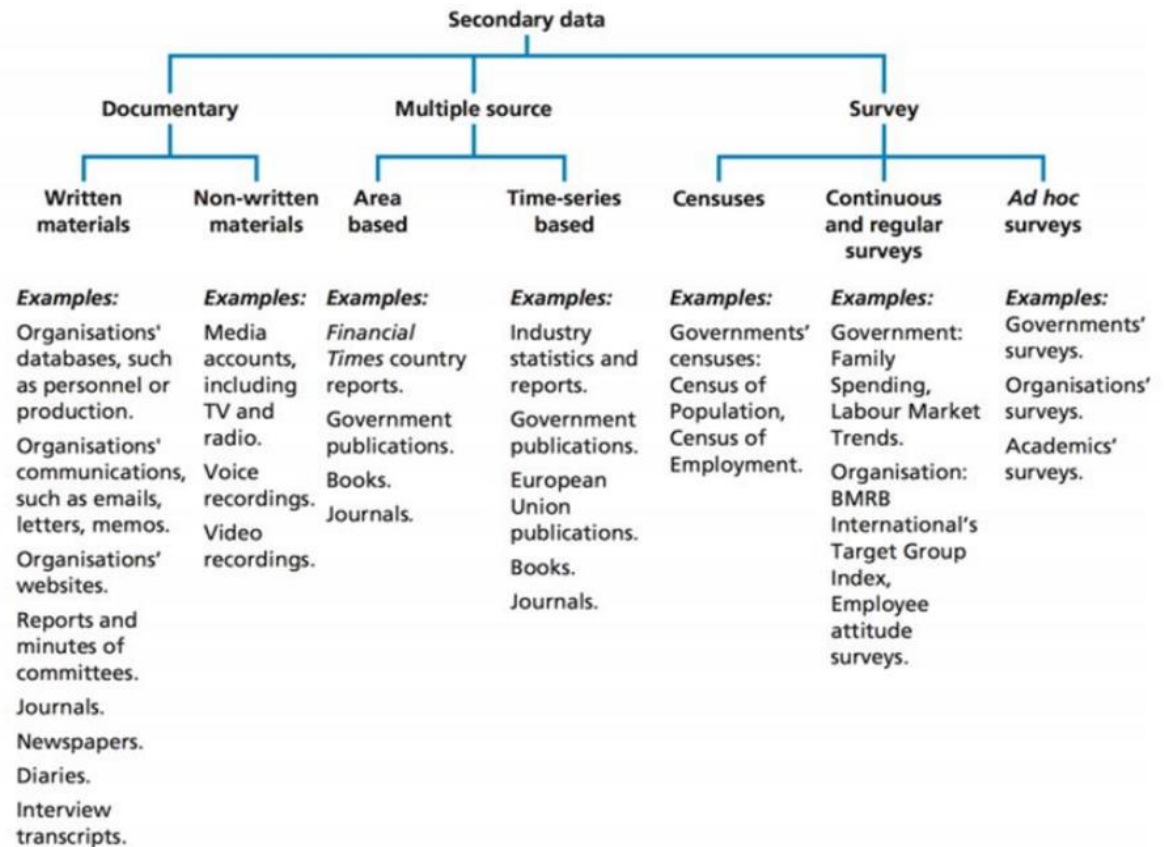 Secondary data
Documentary
Multiple source
Survey
Written
materials
Non-written
materials
Area
based
Time-series
based
Censuses
Continuous
and regular
surveys
Ad hoc
surveys
Examples:
Organisations'
databases, such
as personnel or
production.
Organisations'
communications,
such as emails,
letters, memos.
Organisations’
websites.
Reports and
minutes of
committees.
Journals.
Newspapers.
Diaries.
Interview
transcripts.
Examples:
Media
accounts,
including
TV and
radio.
Voice
recordings.
Video
recordings.
Examples:
Financial
Times country
reports.
Government
publications.
Books.
Journals.
Examples:
Industry
statistics and
reports.
Government
publications.
European
Union
publications.
Books.
Journals.
Examples:
Governments’
censuses:
Census of
Population,
Census of
Employment.
Examples:
Government:
Family
Spending,
Labour Market
Trends.
Organisation:
BMRB
International’s
Target Group
Index,
Employee
attitude
surveys.
Examples:
Governments’
surveys.
Organisations’
surveys.
Academics’
surveys.